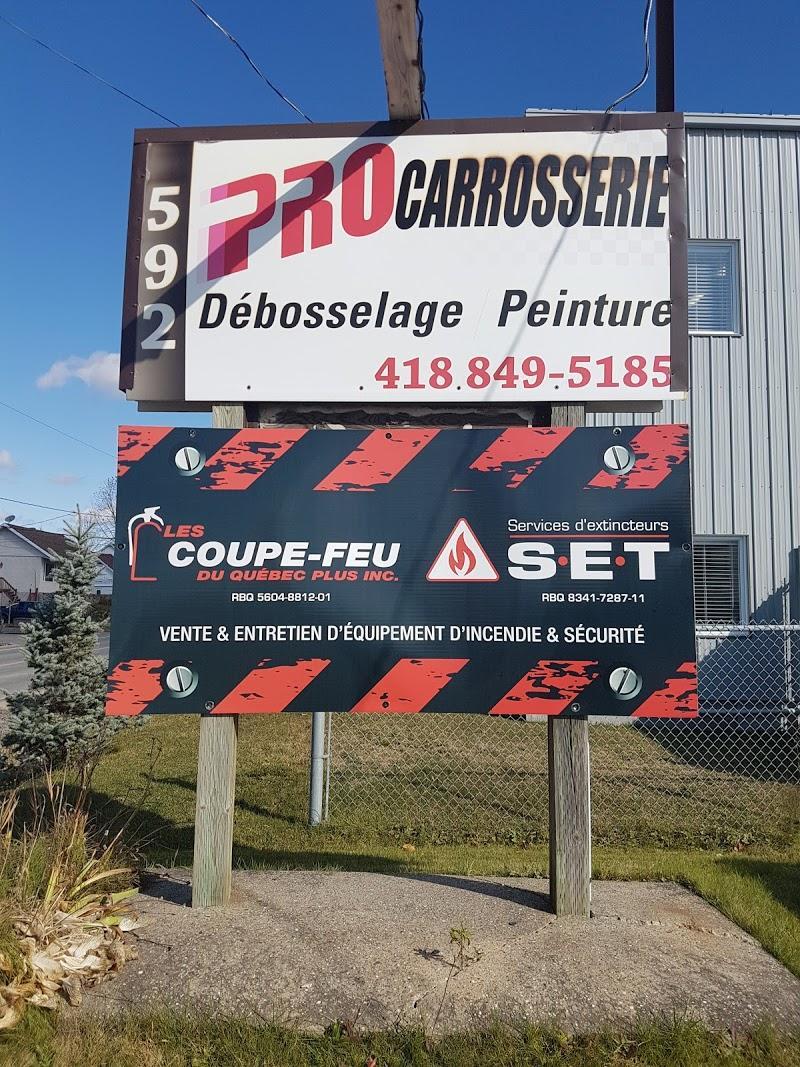 592
PRO CARROSSERIE
Débosselage Peinture
418.849-5185
LES
COUPE-FEU
DU QUÉBEC PLUS INC.
RBQ 5604-8812-01
Services d'extincteurs
S•E•T
RBQ 8341-7287-11
VENTE & ENTRETIEN D'ÉQUIPEMENT D'INCENDIE & SÉCURITÉ